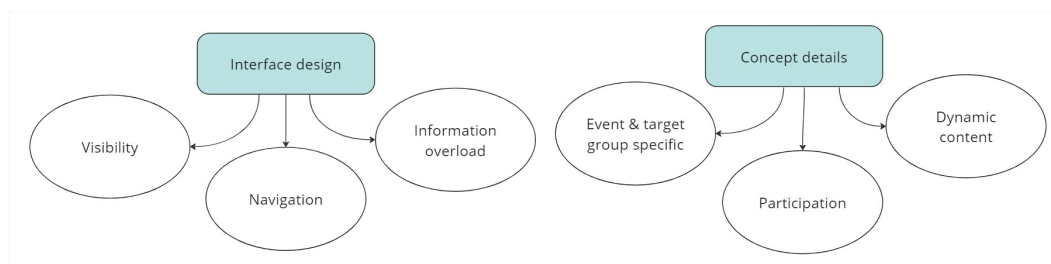 Interface design
Visibility
Navigation
Information
overload
Concept details
Event & target
group specific
Participation
Dynamic
content